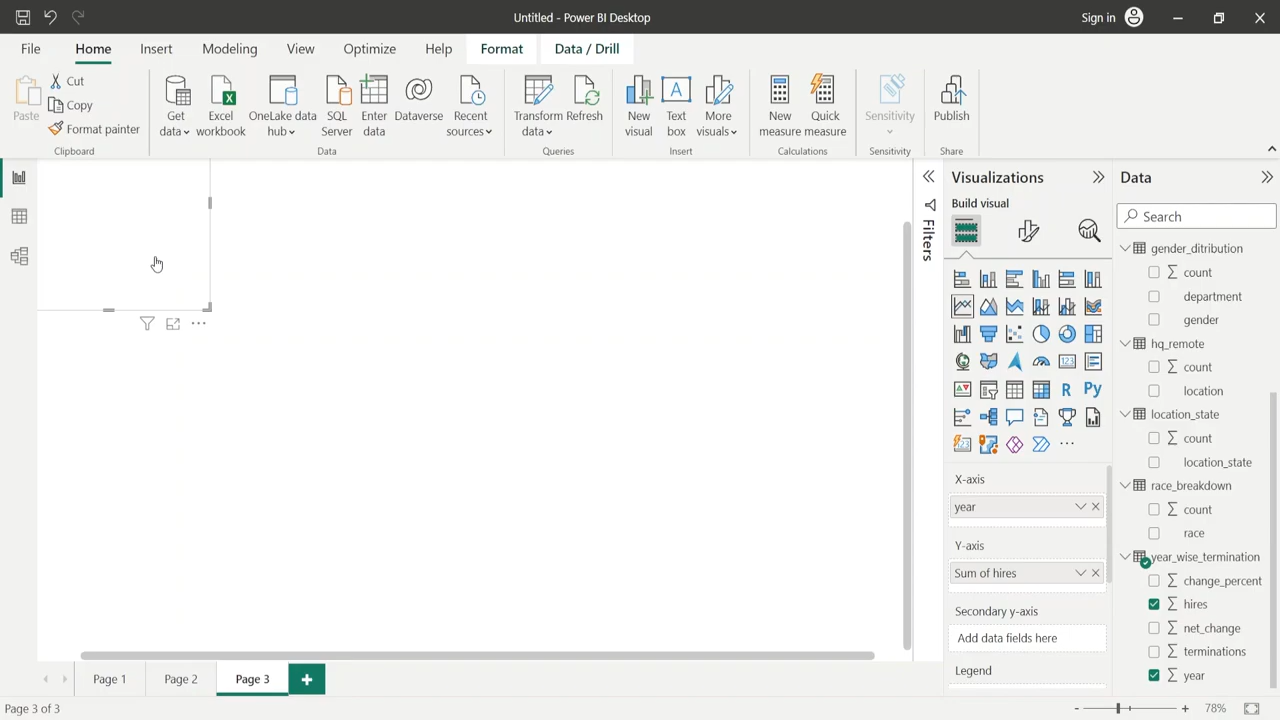 Untitled - Power BI Desktop
Sign in
File
Home
Insert
Modeling
View
Optimize
Help
Format
Data / Drill
Paste
Cut
Copy
Format painter
Clipboard
Get data
Excel workbook
OneLake data hub
SQL Server
Enter data
Dataverse
Recent sources
Data
Transform data
Refresh
Queries
New visual
Text box
More visuals
Insert
New measure
Quick measure
Calculations
Sensitivity
Sensitivity
Publish
Share
Filters
Visualizations
Build visual
123
R
Py
123
X-axis
year
Y-axis
Sum of hires
Secondary y-axis
Add data fields here
Legend
Data
Search
gender_ditribution
count
department
gender
hq_remote
count
location
location_state
count
location_state
race_breakdown
count
race
year_wise_termination
change_percent
hires
net_change
terminations
year
Page 1
Page 2
Page 3
Page 3 of 3
78%